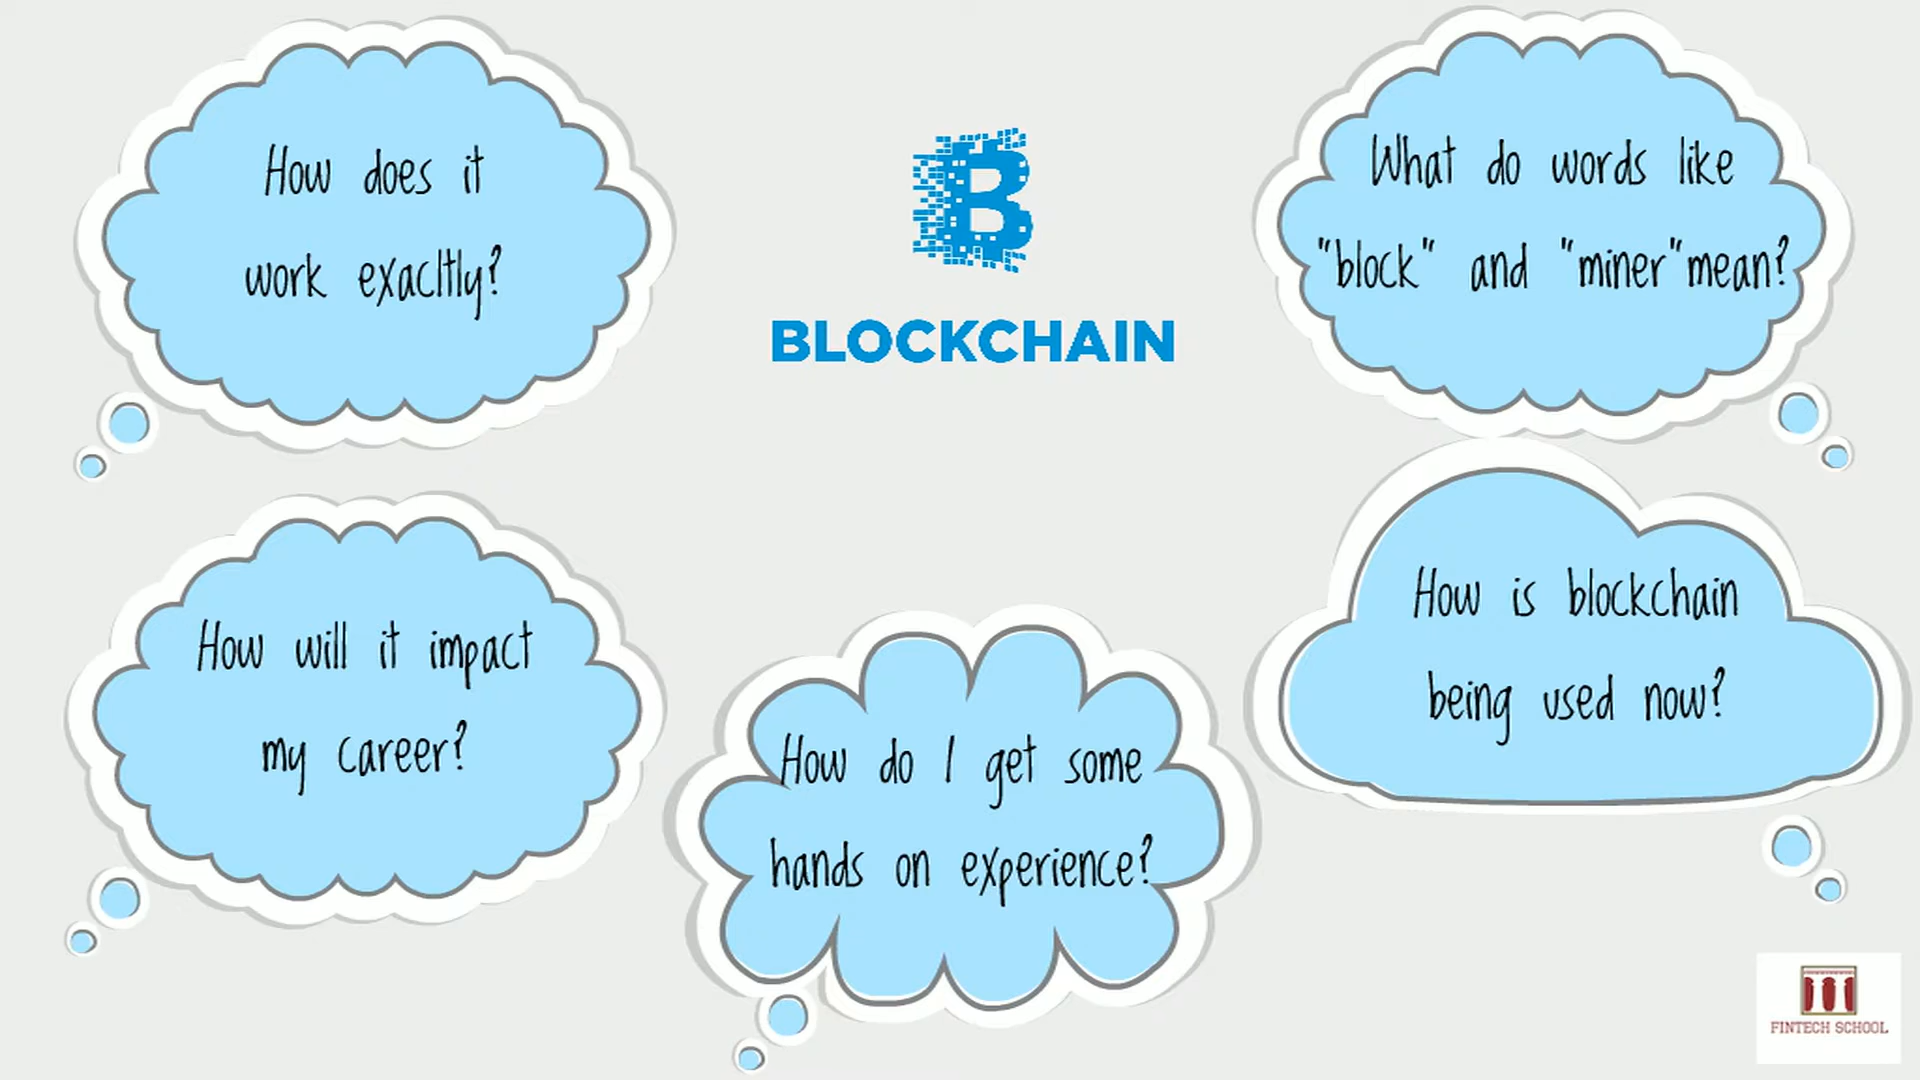 How does it
work exacltly?
BLOCKCHAIN
What do words like
"block" and "miner"mean?
How will it impact
my career?
How do I get some
hands on experience?
How is blockchain
being used now?
FINTECH SCHOOL